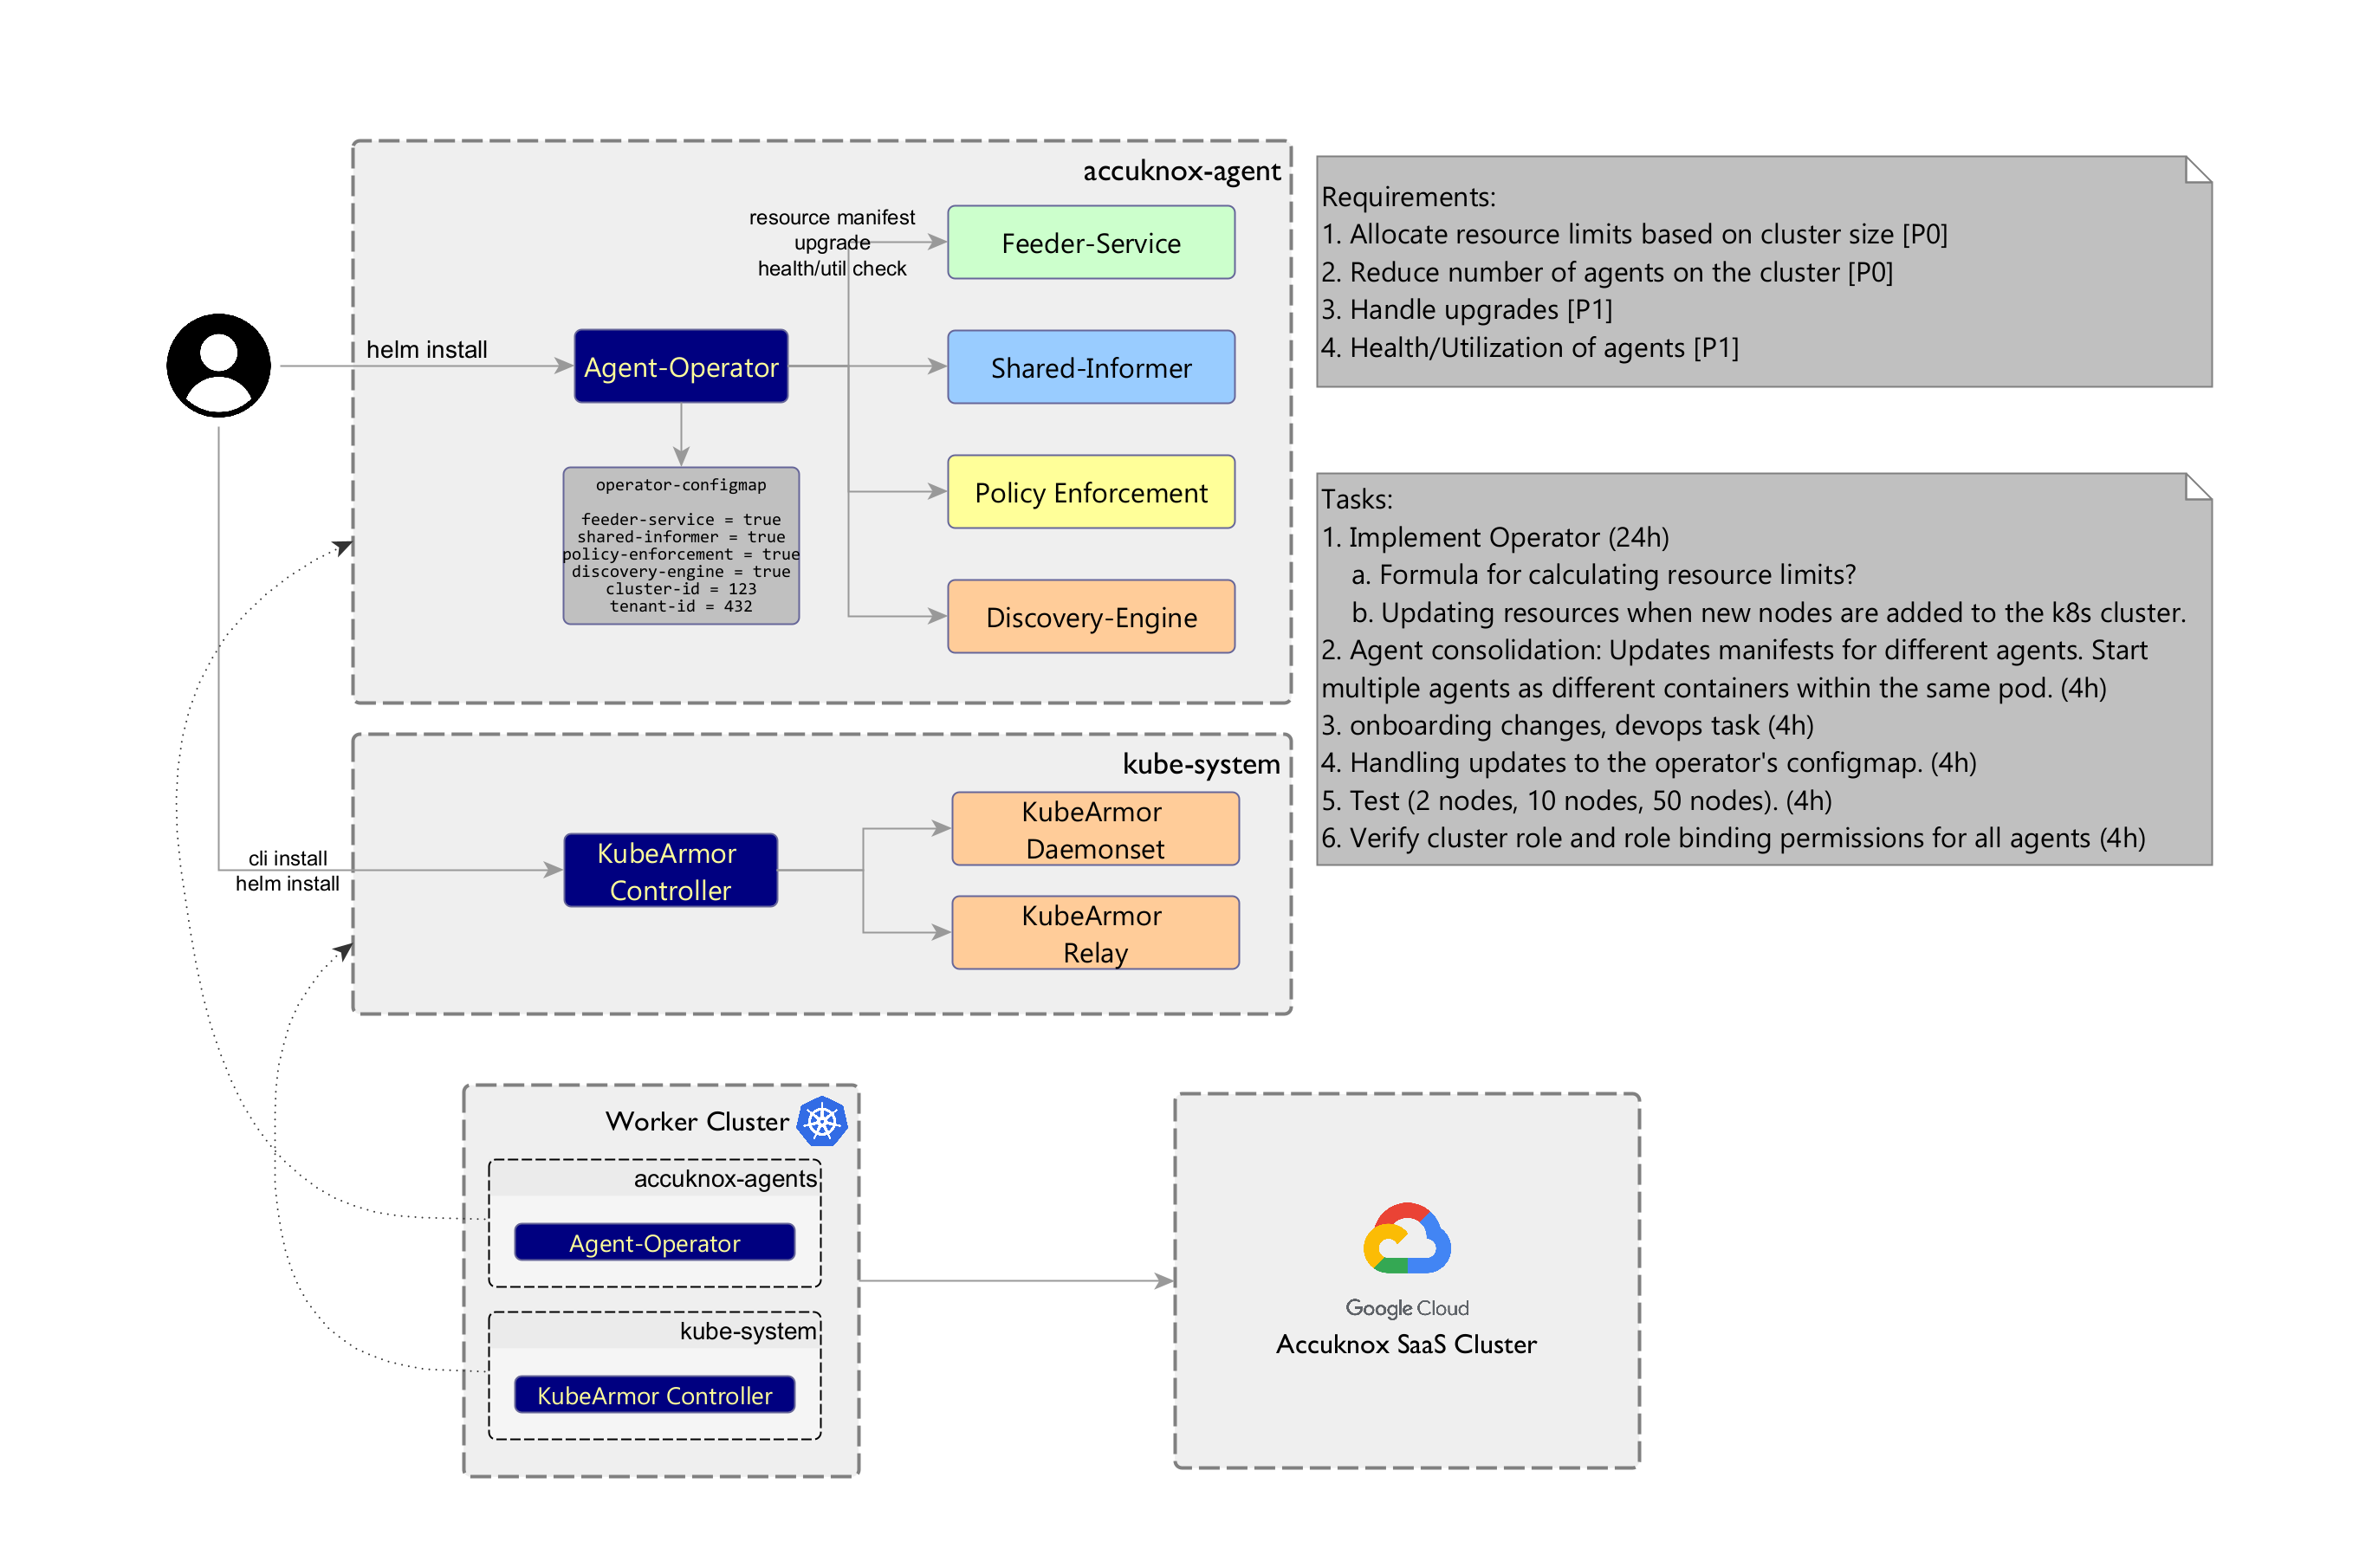 accuknox-agent
resource manifest
upgrade
health/util check
Feeder-Service
helm install
Agent-Operator
Shared-Informer
operator-configmap
feeder-service = true
shared-informer = true
policy-enforcement = true
discovery-engine = true
cluster-id = 123
tenant-id = 432
Policy Enforcement
Discovery-Engine
Requirements:
1. Allocate resource limits based on cluster size [P0]
2. Reduce number of agents on the cluster [P0]
3. Handle upgrades [P1]
4. Health/Utilization of agents [P1]
Tasks:
1. Implement Operator (24h)
a. Formula for calculating resource limits?
b. Updating resources when new nodes are added to the k8s cluster.
2. Agent consolidation: Updates manifests for different agents. Start
multiple agents as different containers within the same pod. (4h)
3. onboarding changes, devops task (4h)
4. Handling updates to the operator's configmap. (4h)
5. Test (2 nodes, 10 nodes, 50 nodes). (4h)
6. Verify cluster role and role binding permissions for all agents (4h)
kube-system
cli install
helm install
KubeArmor
Controller
KubeArmor
Daemonset
KubeArmor
Relay
Worker Cluster
accuknox-agents
Agent-Operator
kube-system
KubeArmor Controller
Google Cloud
Accuknox SaaS Cluster